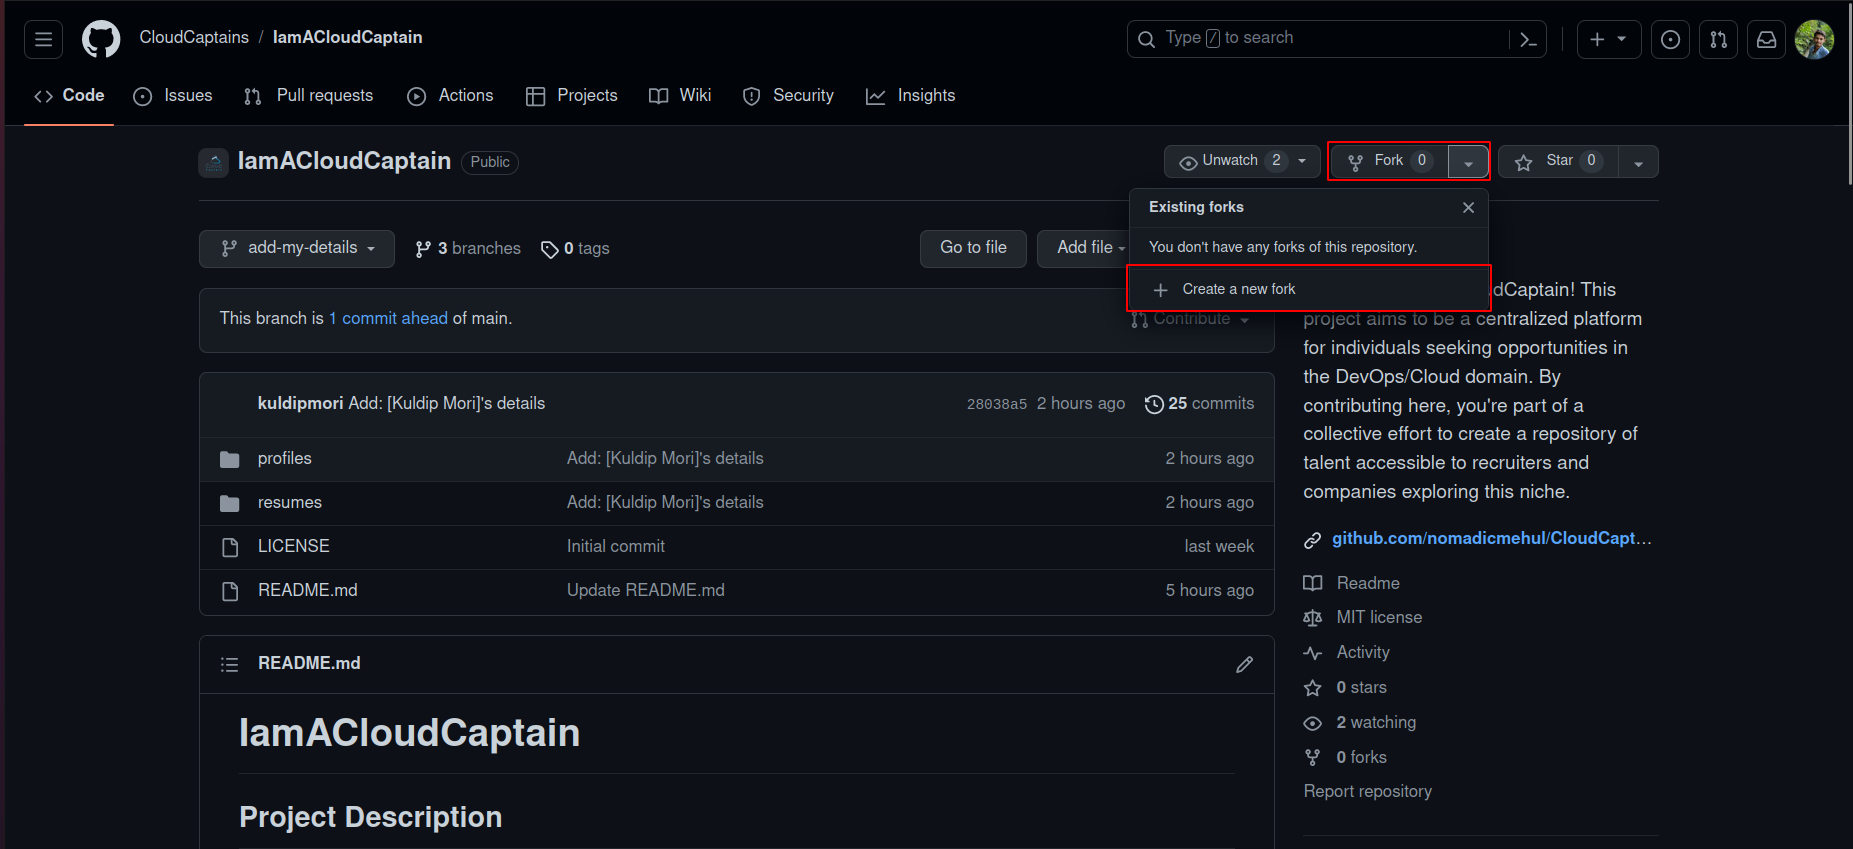 CloudCaptains / IamACloudCaptain
Type / to search
Code Issues Pull requests Actions Projects Wiki Security Insights
IamACloudCaptain Public
Unwatch 2 Fork 0 Star 0
Existing forks
You don't have any forks of this repository.
Create a new fork
add-my-details 3 branches 0 tags Go to file Add file
This branch is 1 commit ahead of main.
Contribute
kuldipmori Add: [Kuldip Mori]'s details 28038a5 2 hours ago 25 commits
profiles Add: [Kuldip Mori]'s details 2 hours ago
resumes Add: [Kuldip Mori]'s details 2 hours ago
LICENSE Initial commit last week
README.md Update README.md 5 hours ago
README.md
IamACloudCaptain
Project Description
dCaptain! This
project aims to be a centralized platform
for individuals seeking opportunities in
the DevOps/Cloud domain. By
contributing here, you're part of a
collective effort to create a repository of
talent accessible to recruiters and
companies exploring this niche.
github.com/nomadicmehul/CloudCapt…
Readme
MIT license
Activity
0 stars
2 watching
0 forks
Report repository